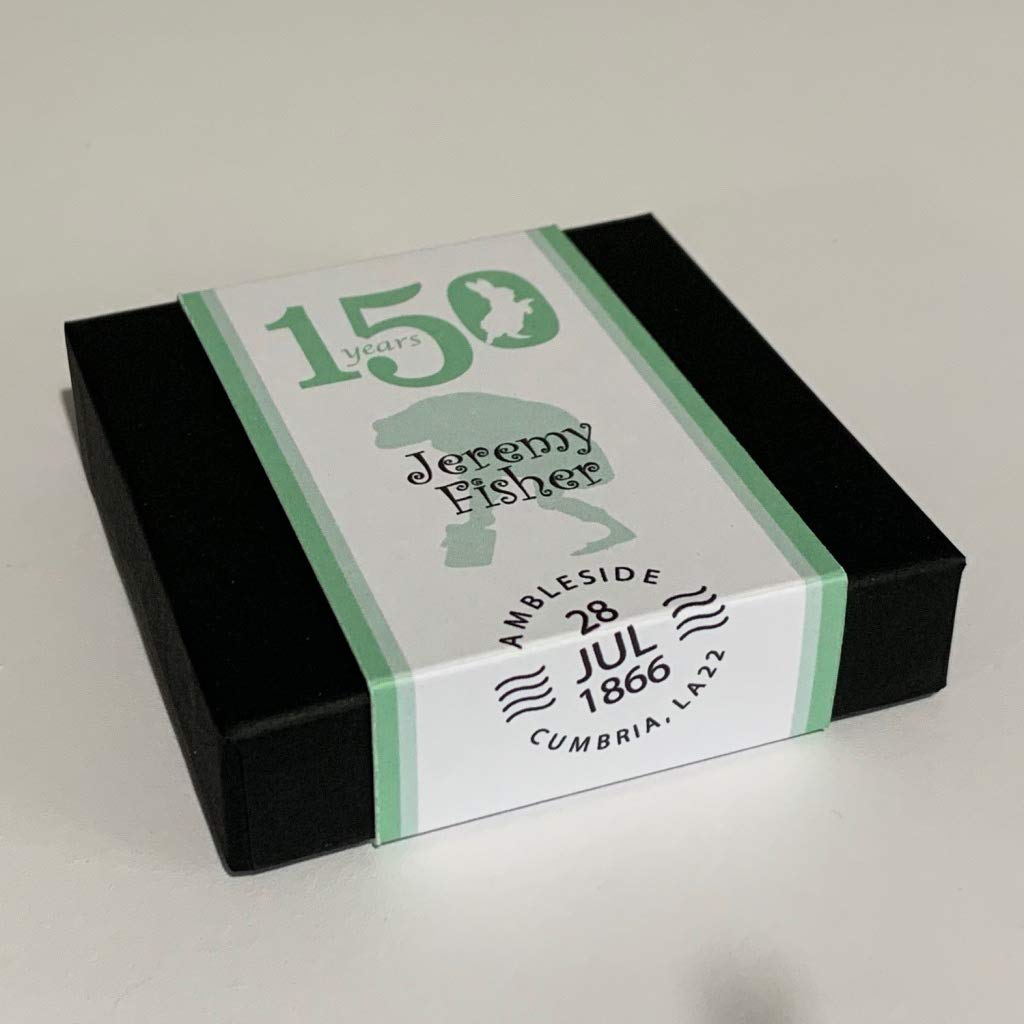 150
years
Jeremy
Fisher
AMBLESIDE
28
JUL
1866
CUMBRIA, LA22